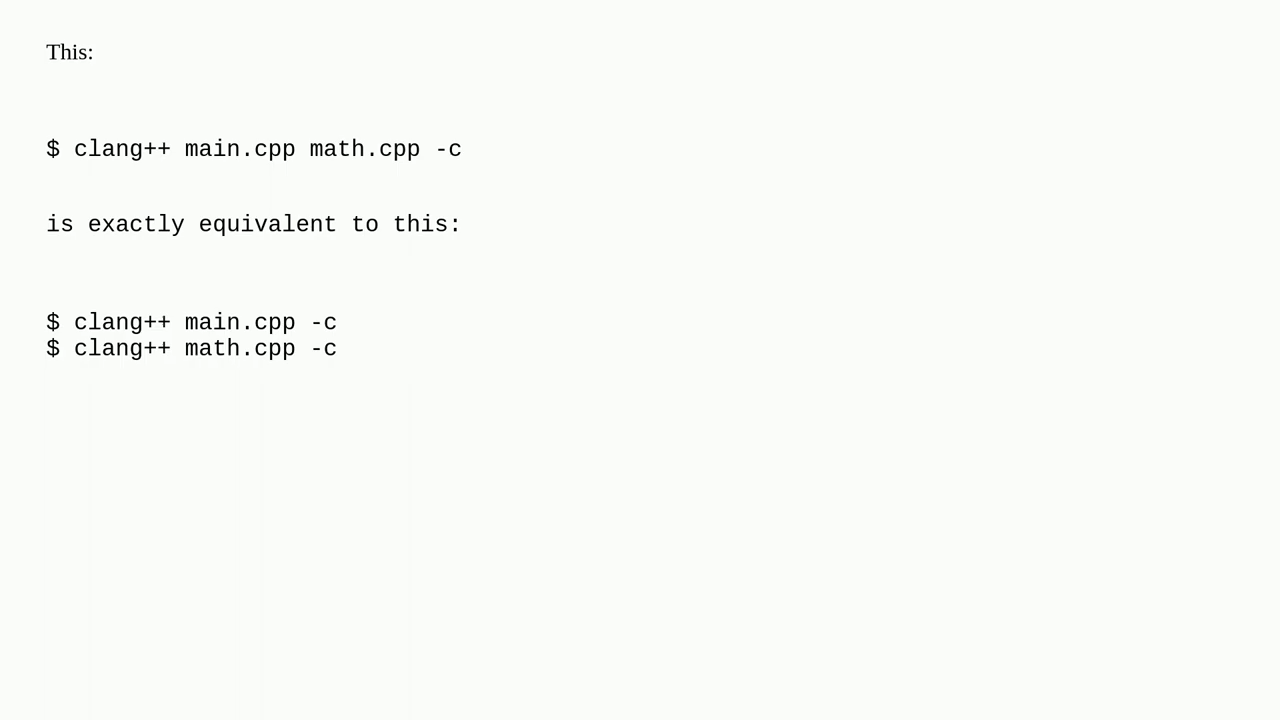 This:
$ clang++ main.cpp math.cpp -c
is exactly equivalent to this:
$ clang++ main.cpp -c
$ clang++ math.cpp -c